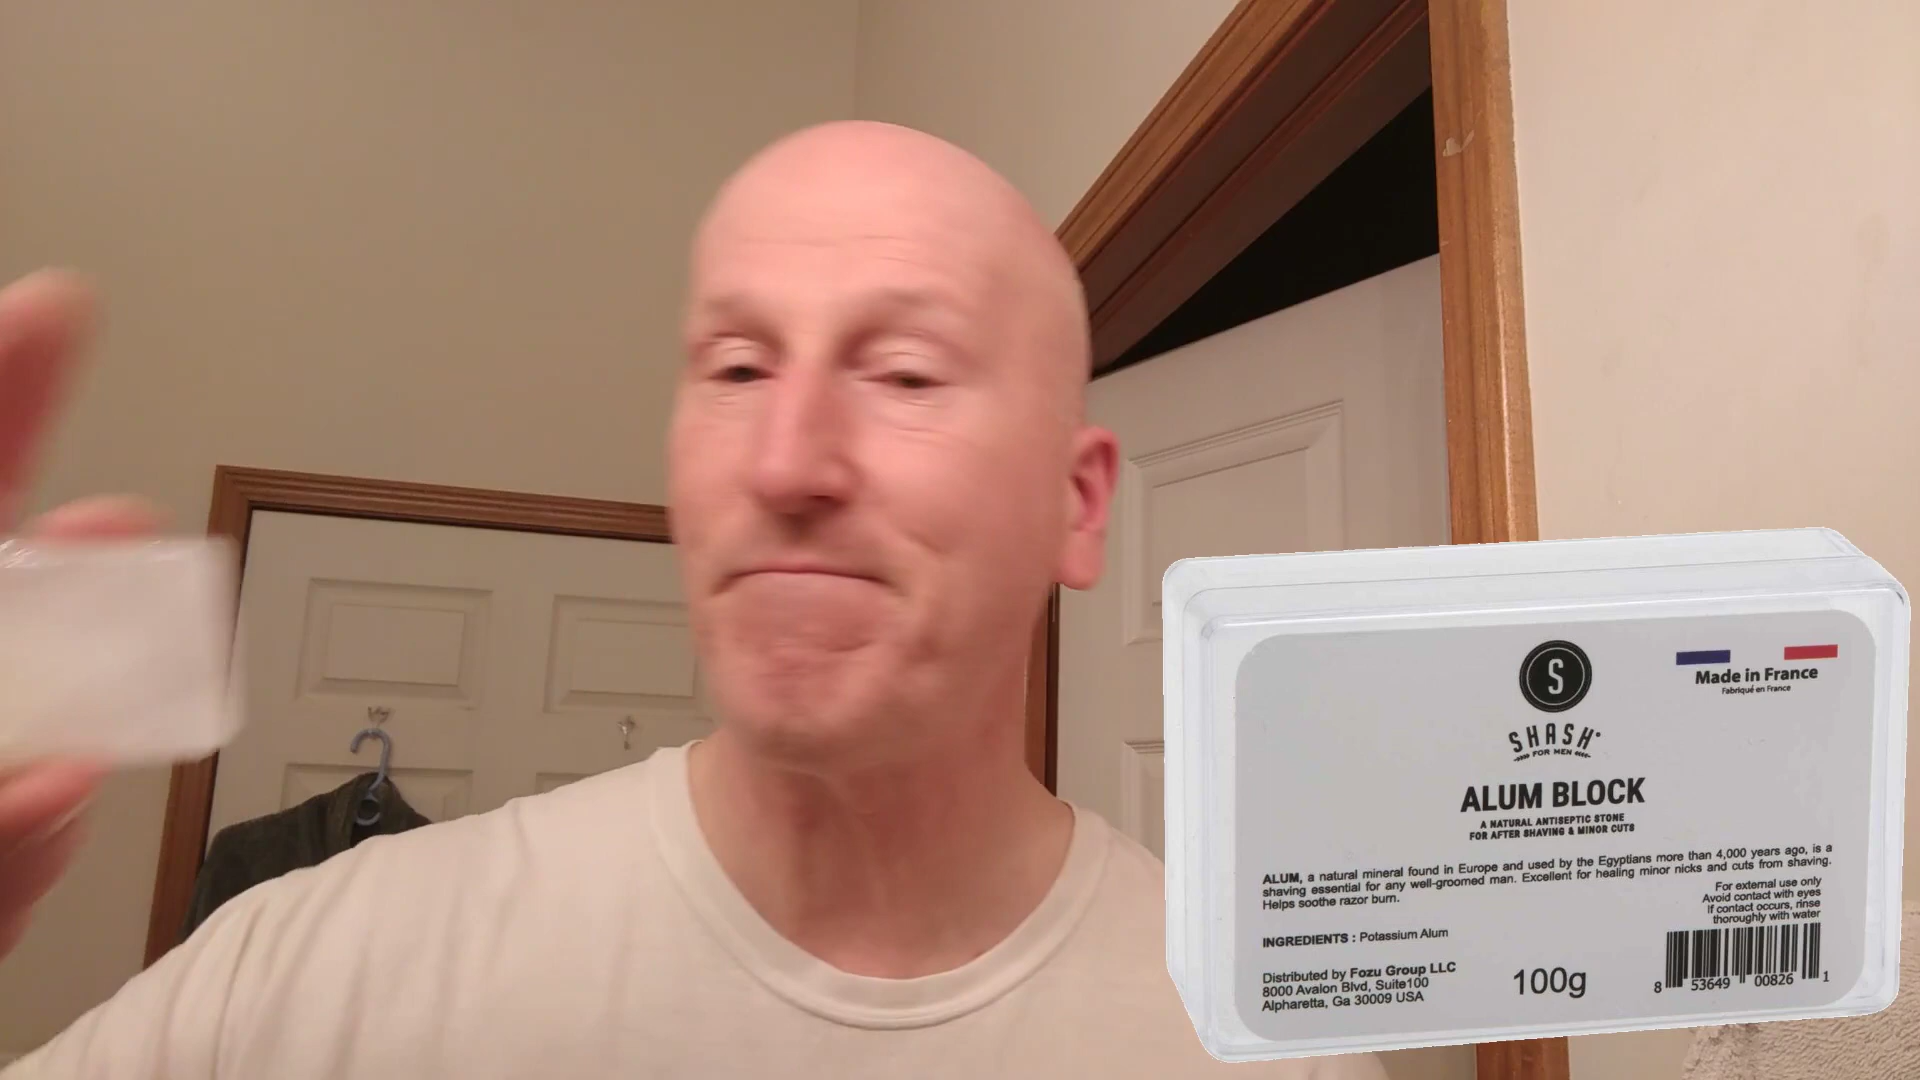 S
SHASH
FOR MEN
Made in France
Fabriqué en France
ALUM BLOCK
A NATURAL ANTISEPTIC STONE
FOR AFTER SHAVING & MINOR CUTS
ALUM, a natural mineral found in Europe and used by the Egyptians more than 4,000 years ago, is a
shaving essential for any well-groomed man. Excellent for healing minor nicks and cuts from shaving.
Helps soothe razor burn.
For external use only
Avoid contact with eyes
If contact occurs, rinse
thoroughly with water
INGREDIENTS : Potassium Alum
Distributed by Fozu Group LLC
8000 Avalon Blvd, Suite100
Alpharetta, Ga 30009 USA
100g
8 53649 00826 1